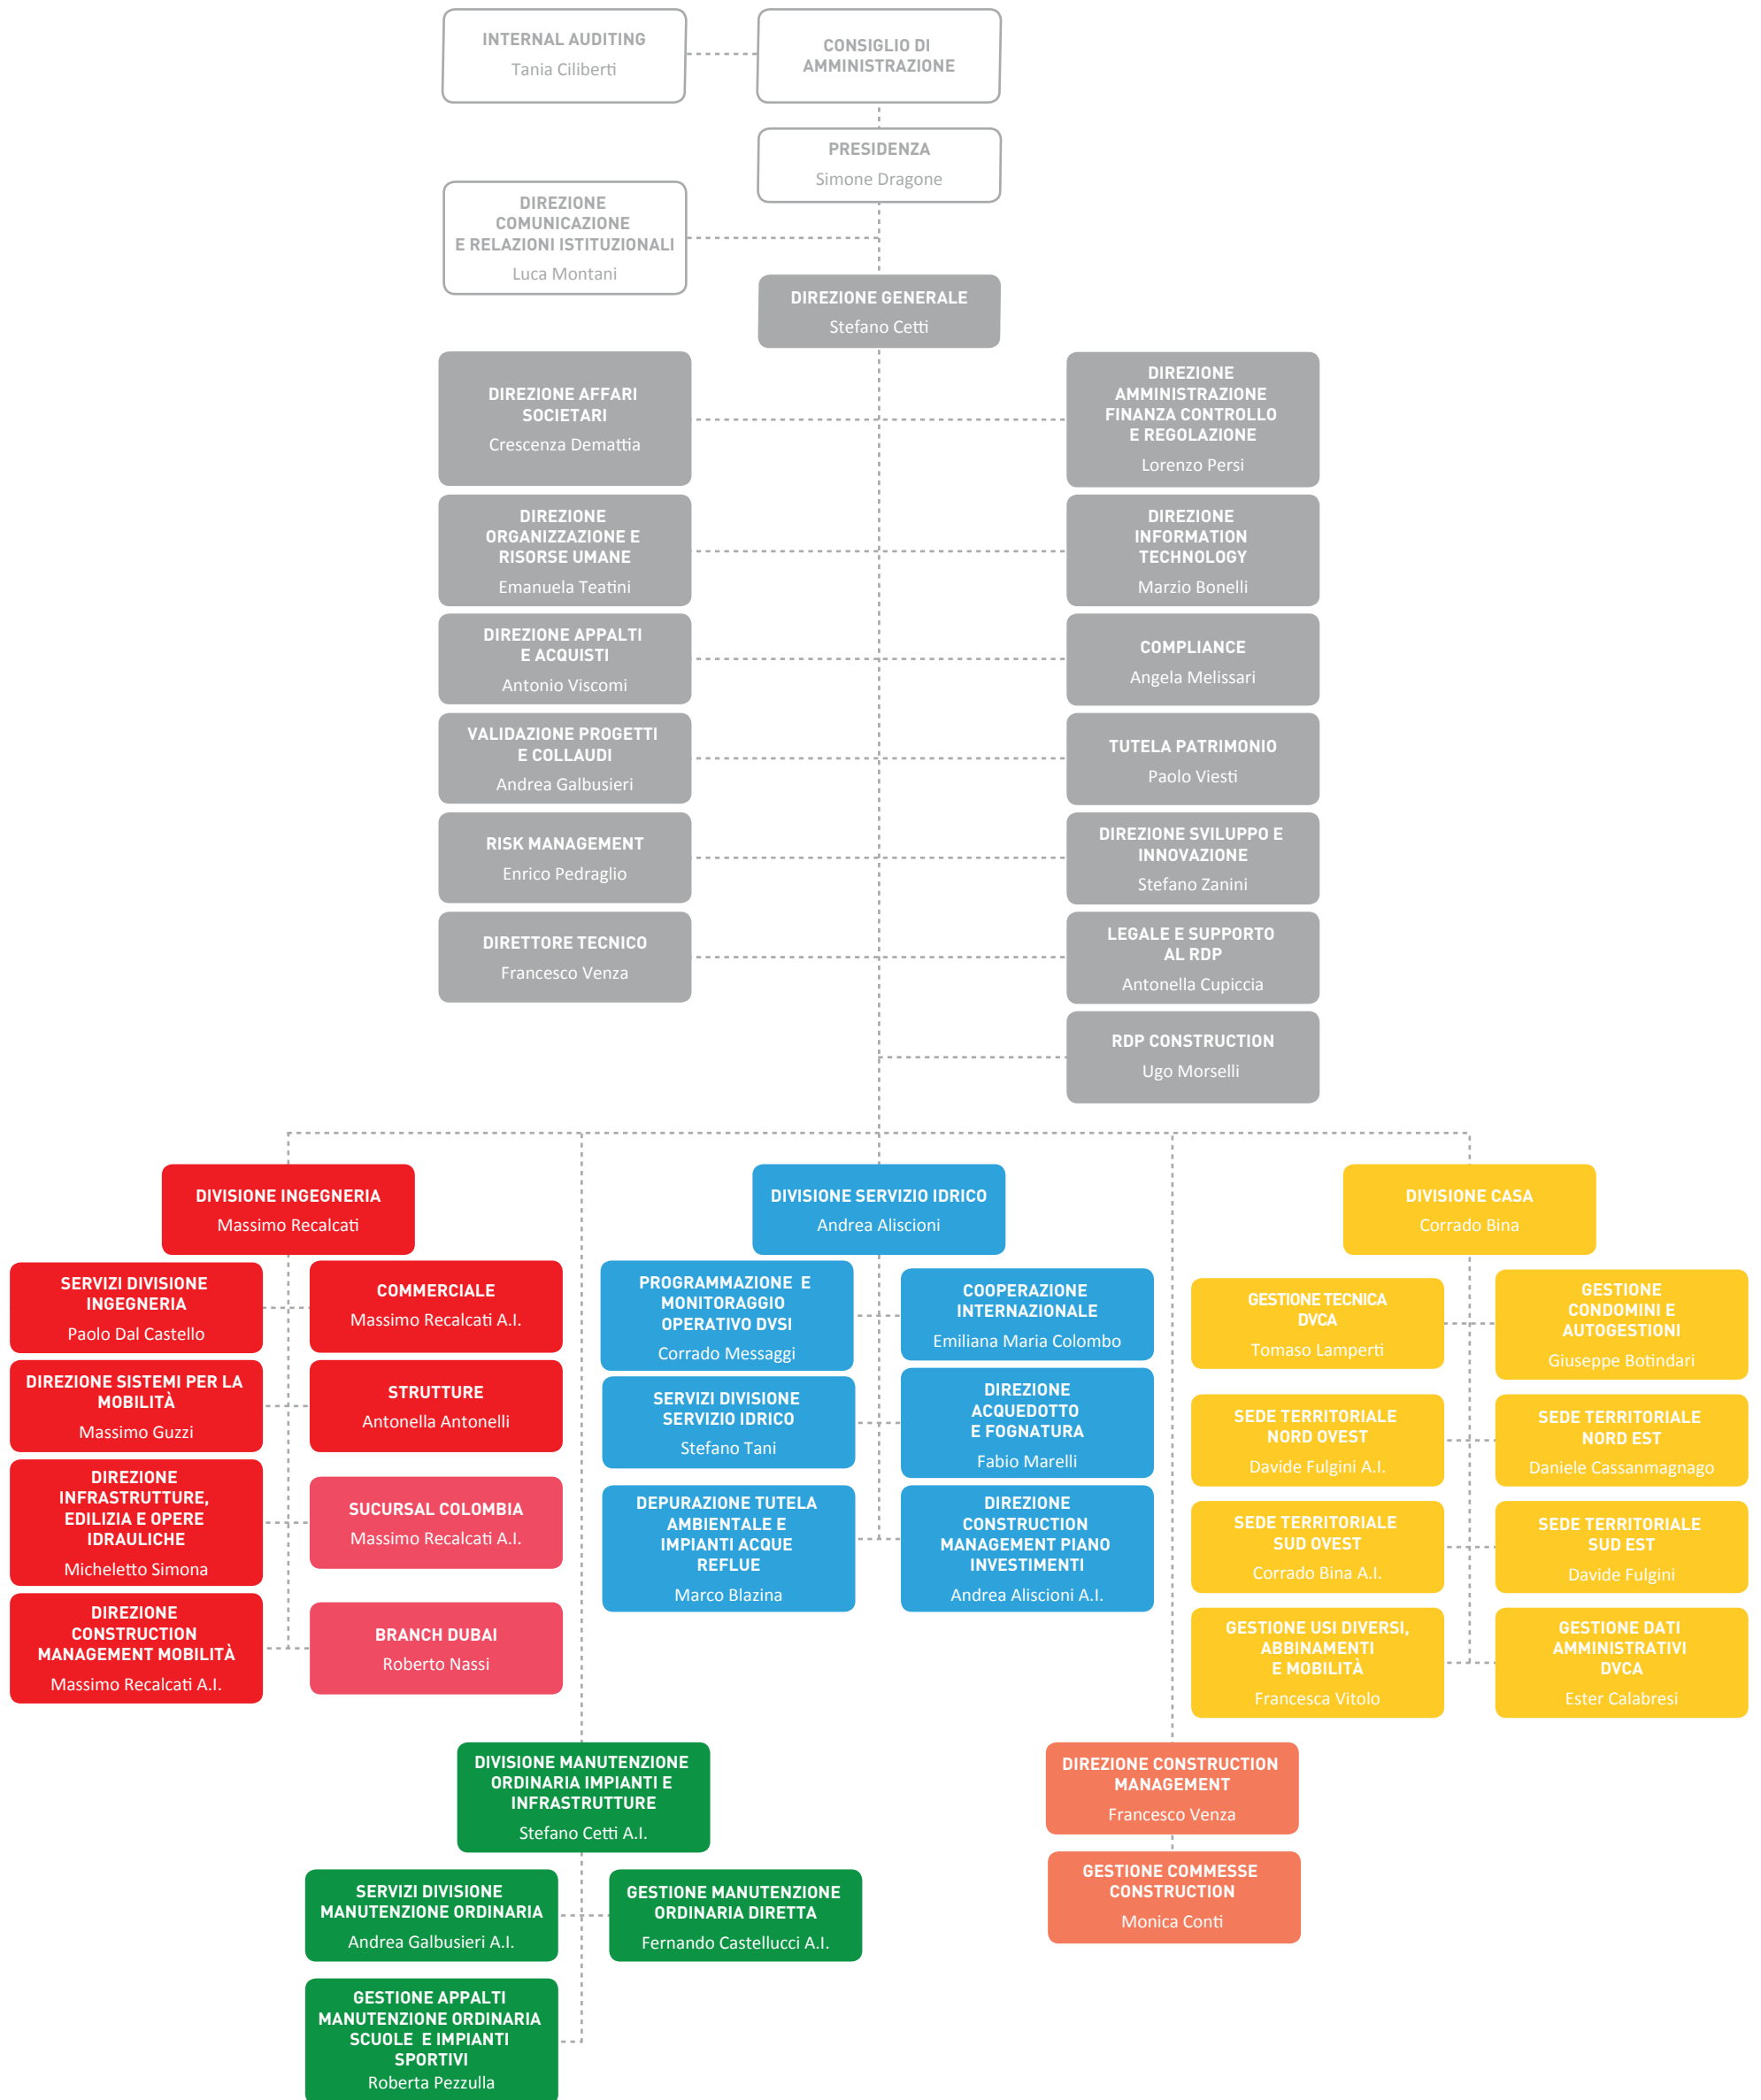 INTERNAL AUDITING
Tania Ciliberti
CONSIGLIO DI
AMMINISTRAZIONE
PRESIDENZA
Simone Dragone
DIREZIONE
COMUNICAZIONE
E RELAZIONI ISTITUZIONALI
Luca Montani
DIREZIONE GENERALE
Stefano Cetti
DIREZIONE AFFARI
SOCIETARI
Crescenza Demattia
DIREZIONE
AMMINISTRAZIONE
FINANZA CONTROLLO
E REGOLAZIONE
Lorenzo Persi
DIREZIONE
ORGANIZZAZIONE E
RISORSE UMANE
Emanuela Teatini
DIREZIONE
INFORMATION
TECHNOLOGY
Marzio Bonelli
DIREZIONE APPALTI
E ACQUISTI
Antonio Viscomi
COMPLIANCE
Angela Melissari
VALIDAZIONE PROGETTI
E COLLAUDI
Andrea Galbusieri
TUTELA PATRIMONIO
Paolo Viesti
RISK MANAGEMENT
Enrico Pedraglio
DIREZIONE SVILUPPO E
INNOVAZIONE
Stefano Zanini
DIRETTORE TECNICO
Francesco Venza
LEGALE E SUPPORTO
AL RDP
Antonella Cupiccia
RDP CONSTRUCTION
Ugo Morselli
DIVISIONE INGEGNERIA
Massimo Recalcati
SERVIZI DIVISIONE
INGEGNERIA
Paolo Dal Castello
COMMERCIALE
Massimo Recalcati A.I.
DIREZIONE SISTEMI PER LA
MOBILITÀ
Massimo Guzzi
STRUTTURE
Antonella Antonelli
DIREZIONE
INFRASTRUTTURE,
EDILIZIA E OPERE
IDRAULICHE
Micheletto Simona
SUCURSAL COLOMBIA
Massimo Recalcati A.I.
DIREZIONE
CONSTRUCTION
MANAGEMENT MOBILITÀ
Massimo Recalcati A.I.
BRANCH DUBAI
Roberto Nassi
DIVISIONE SERVIZIO IDRICO
Andrea Aliscioni
PROGRAMMAZIONE E
MONITORAGGIO
OPERATIVO DVSI
Corrado Messaggi
COOPERAZIONE
INTERNAZIONALE
Emiliana Maria Colombo
SERVIZI DIVISIONE
SERVIZIO IDRICO
Stefano Tani
DIREZIONE
ACQUEDOTTO
E FOGNATURA
Fabio Marelli
DEPURAZIONE TUTELA
AMBIENTALE E
IMPIANTI ACQUE
REFLUE
Marco Blazina
DIREZIONE
CONSTRUCTION
MANAGEMENT PIANO
INVESTIMENTI
Andrea Aliscioni A.I.
DIVISIONE CASA
Corrado Bina
GESTIONE TECNICA
DVCA
Tomaso Lamperti
GESTIONE
CONDOMINI E
AUTOGESTIONI
Giuseppe Botindari
SEDE TERRITORIALE
NORD OVEST
Davide Fulgini A.I.
SEDE TERRITORIALE
NORD EST
Daniele Cassanmagnago
SEDE TERRITORIALE
SUD OVEST
Corrado Bina A.I.
SEDE TERRITORIALE
SUD EST
Davide Fulgini
GESTIONE USI DIVERSI,
ABBINAMENTI
E MOBILITÀ
Francesca Vitolo
GESTIONE DATI
AMMINISTRATIVI
DVCA
Ester Calabresi
DIVISIONE MANUTENZIONE
ORDINARIA IMPIANTI E
INFRASTRUTTURE
Stefano Cetti A.I.
SERVIZI DIVISIONE
MANUTENZIONE ORDINARIA
Andrea Galbusieri A.I.
GESTIONE MANUTENZIONE
ORDINARIA DIRETTA
Fernando Castellucci A.I.
GESTIONE APPALTI
MANUTENZIONE ORDINARIA
SCUOLE E IMPIANTI
SPORTIVI
Roberta Pezzulla
DIREZIONE CONSTRUCTION
MANAGEMENT
Francesco Venza
GESTIONE COMMESSE
CONSTRUCTION
Monica Conti